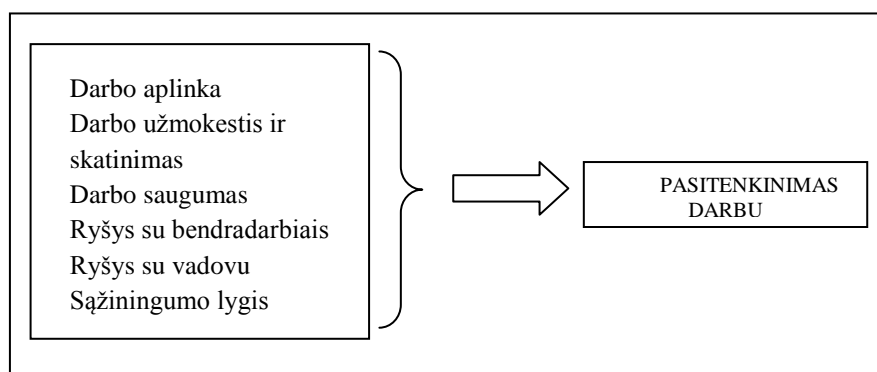 Darbo aplinka
Darbo užmokestis ir
skatinimas
Darbo saugumas
Ryšys su bendradarbiais
Ryšys su vadovu
Sąžiningumo lygis
PASITENKINIMAS
DARBU